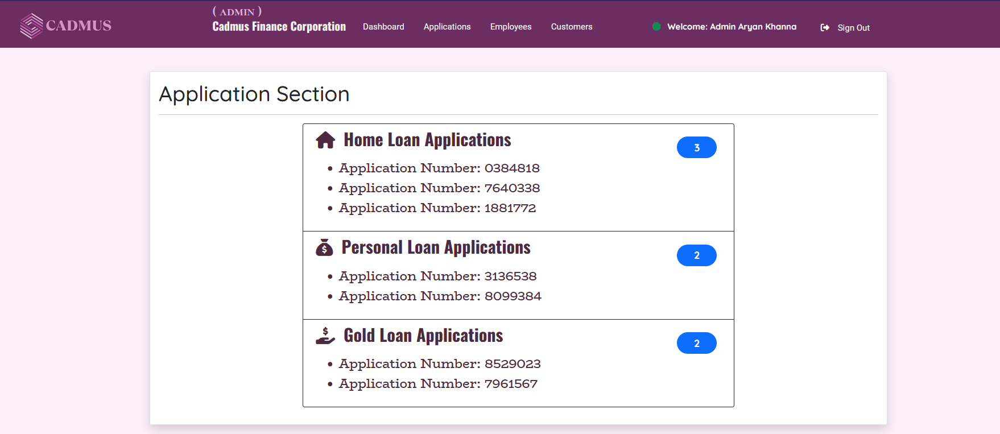 CADMUS
( ADMIN )
Cadmus Finance Corporation
Dashboard
Applications
Employees
Customers
Welcome: Admin Aryan Khanna
Sign Out
Application Section
Home Loan Applications
3
• Application Number: 0384818
• Application Number: 7640338
• Application Number: 1881772
Personal Loan Applications
2
• Application Number: 3136538
• Application Number: 8099384
Gold Loan Applications
2
• Application Number: 8529023
• Application Number: 7961567